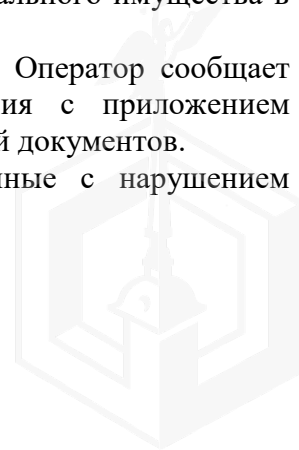 ального имущества в
Оператор сообщает
ия с приложением
й документов.
нные с нарушением